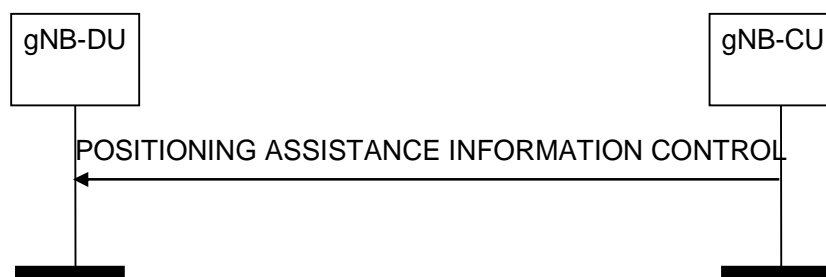 gNB-DU
gNB-CU
POSITIONING ASSISTANCE INFORMATION CONTROL